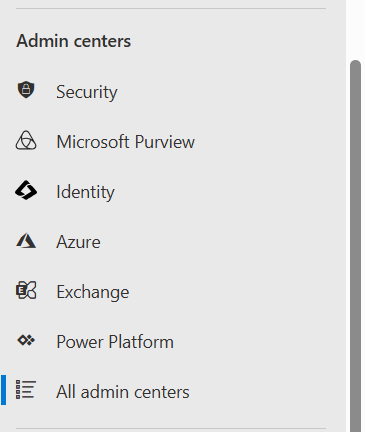 Admin centers
Security
Microsoft Purview
Identity
Azure
Exchange
Power Platform
All admin centers